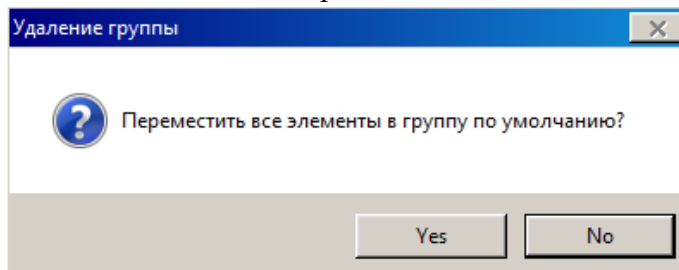 Удаление группы
Переместить все элементы в группу по умолчанию?
Yes
No